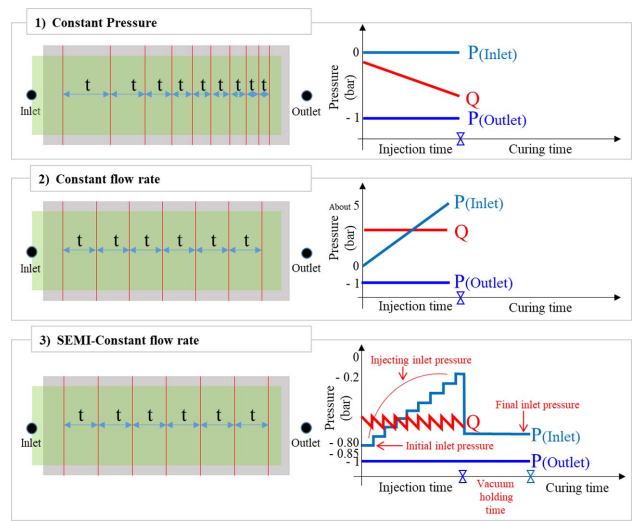 1) Constant Pressure
t t t t t t t t t
Inlet
Outlet
Pressure
(bar)
0
- 1
P(Inlet)
Q
P(Outlet)
Injection time
Curing time
2) Constant flow rate
t t t t t t
Inlet
Outlet
Pressure
(bar)
About 5
0
- 1
P(Inlet)
Q
P(Outlet)
Injection time
Curing time
3) SEMI-Constant flow rate
t t t t t t
Inlet
Outlet
Pressure
(bar)
0
- 0.2
- 0.80
- 0.85
-1
Injecting inlet pressure
Final inlet pressure
Q
Initial inlet pressure
P(Inlet)
P(Outlet)
Injection time
Vacuum
holding
time
Curing time